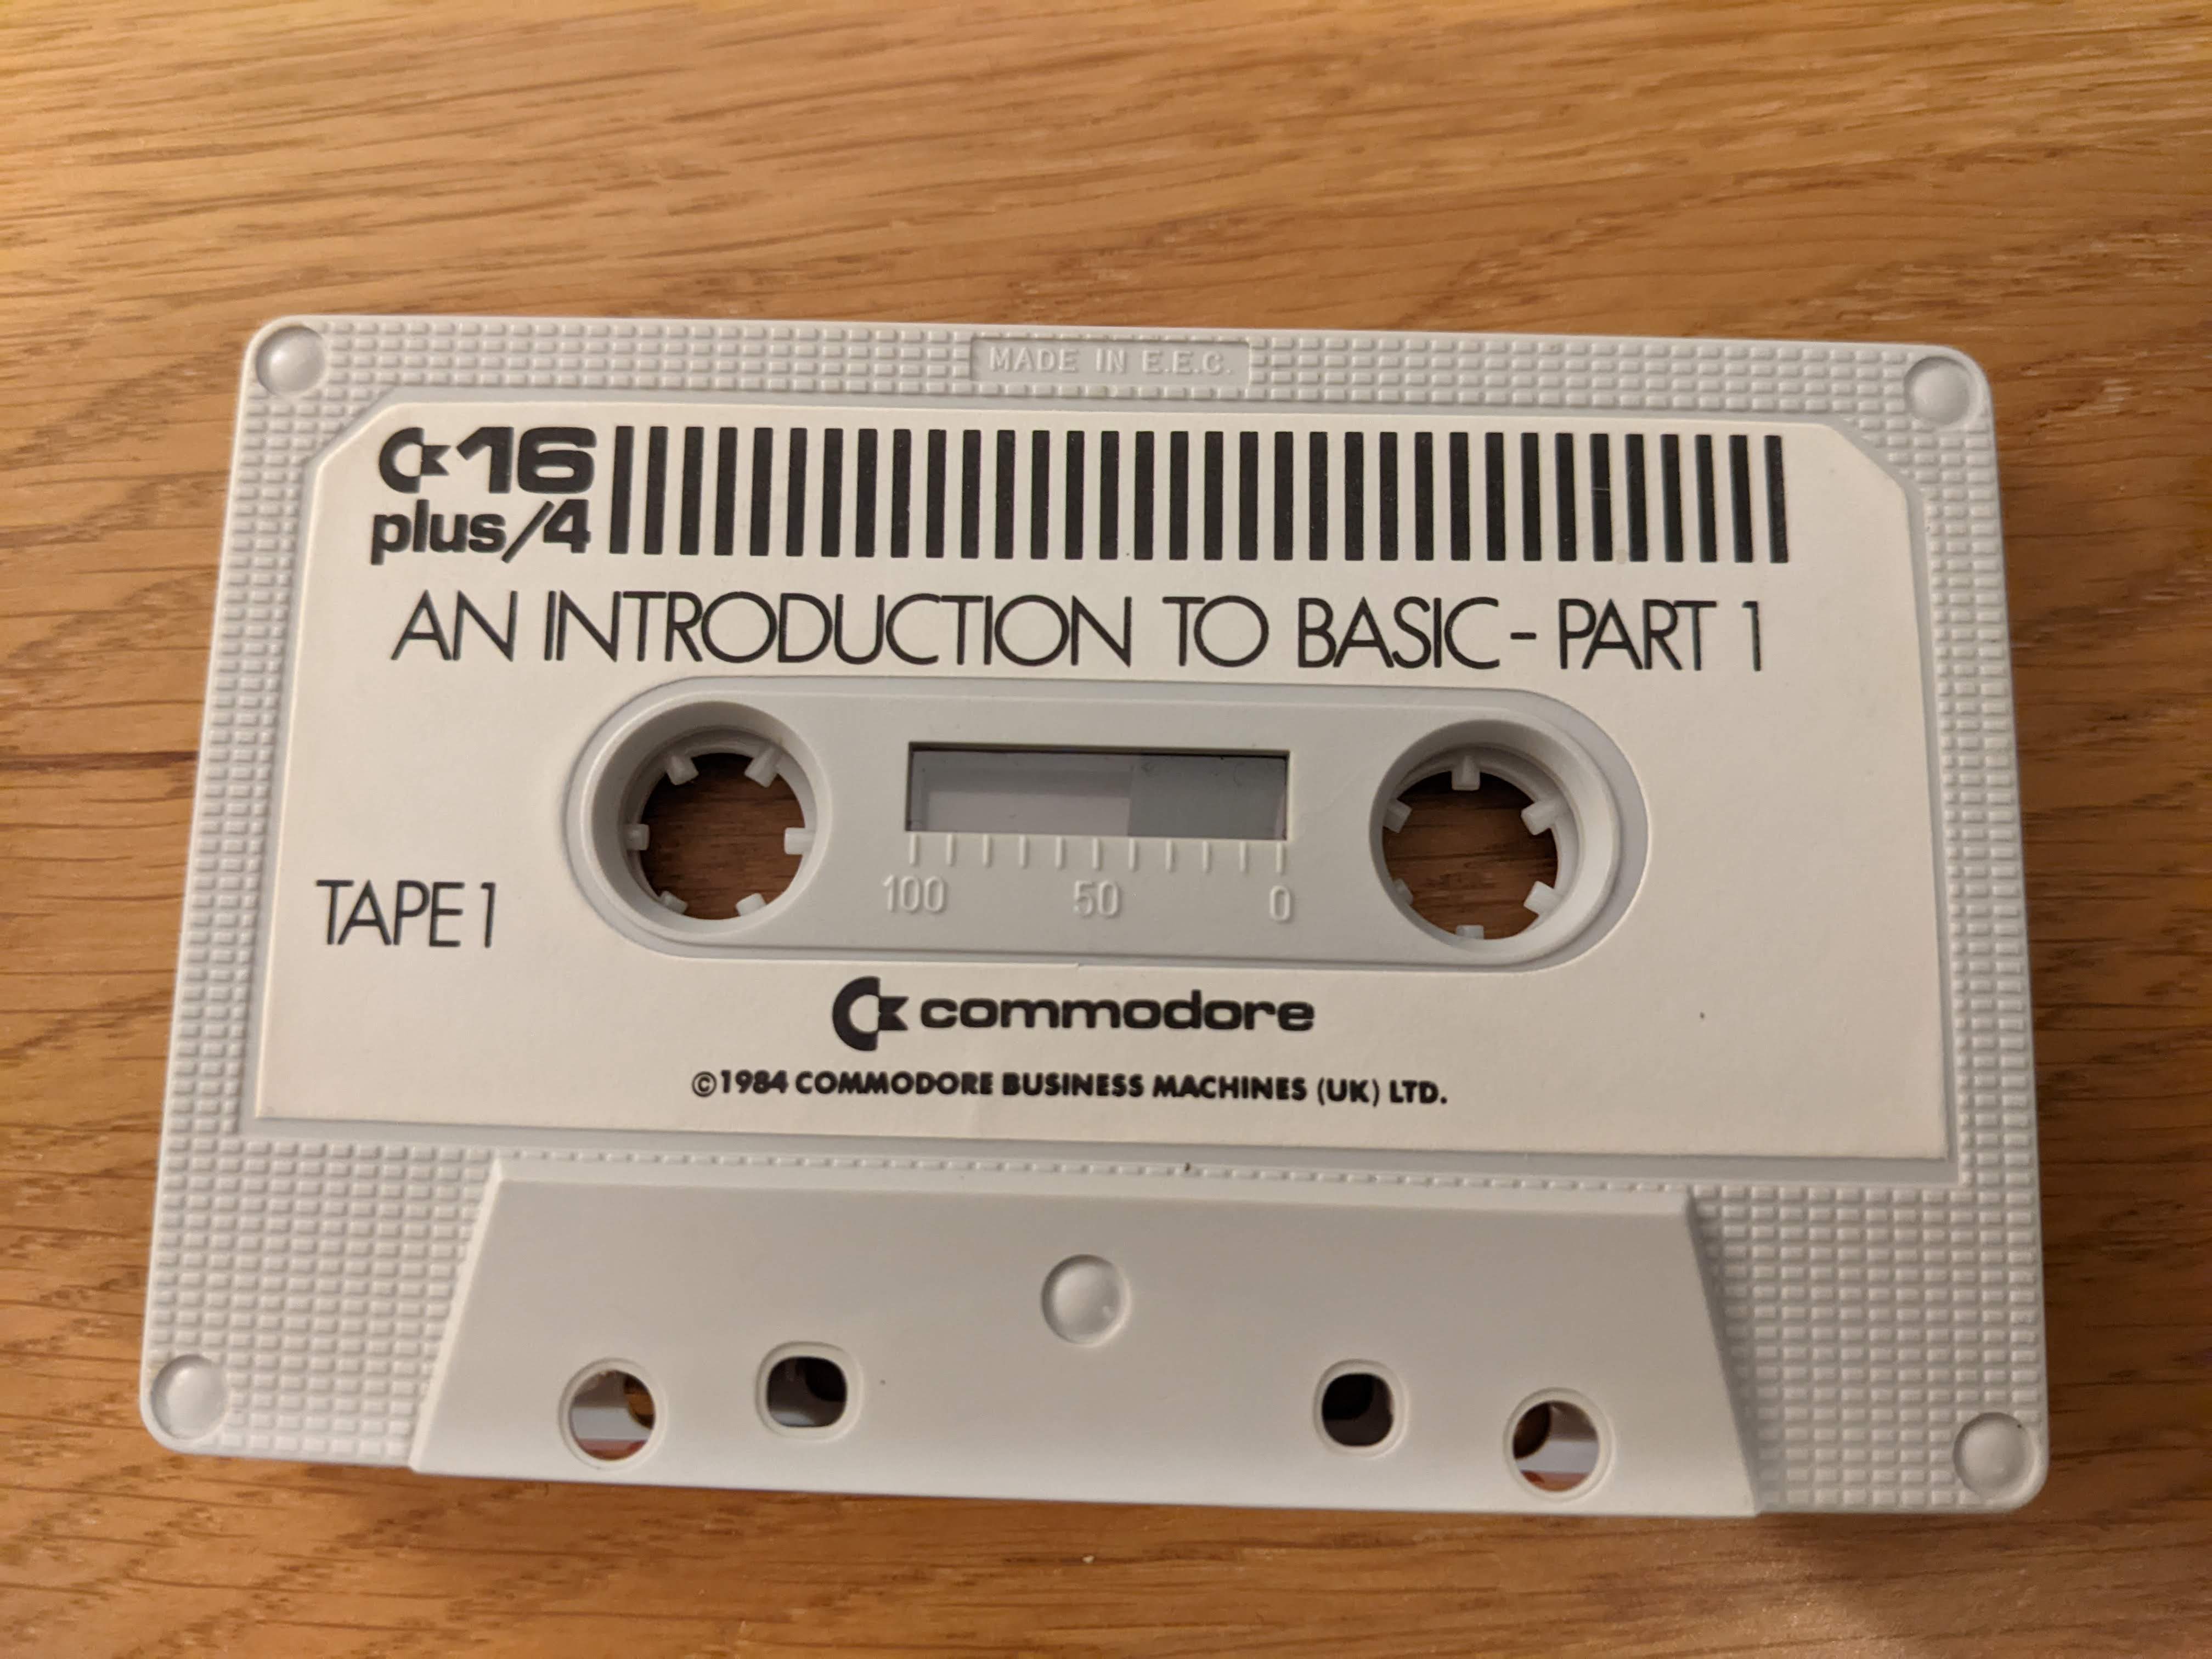 MADE IN E.E.C.
C16
plus/4
AN INTRODUCTION TO BASIC - PART 1
100 50 0
TAPE 1
commodore
©1984 COMMODORE BUSINESS MACHINES (UK) LTD.